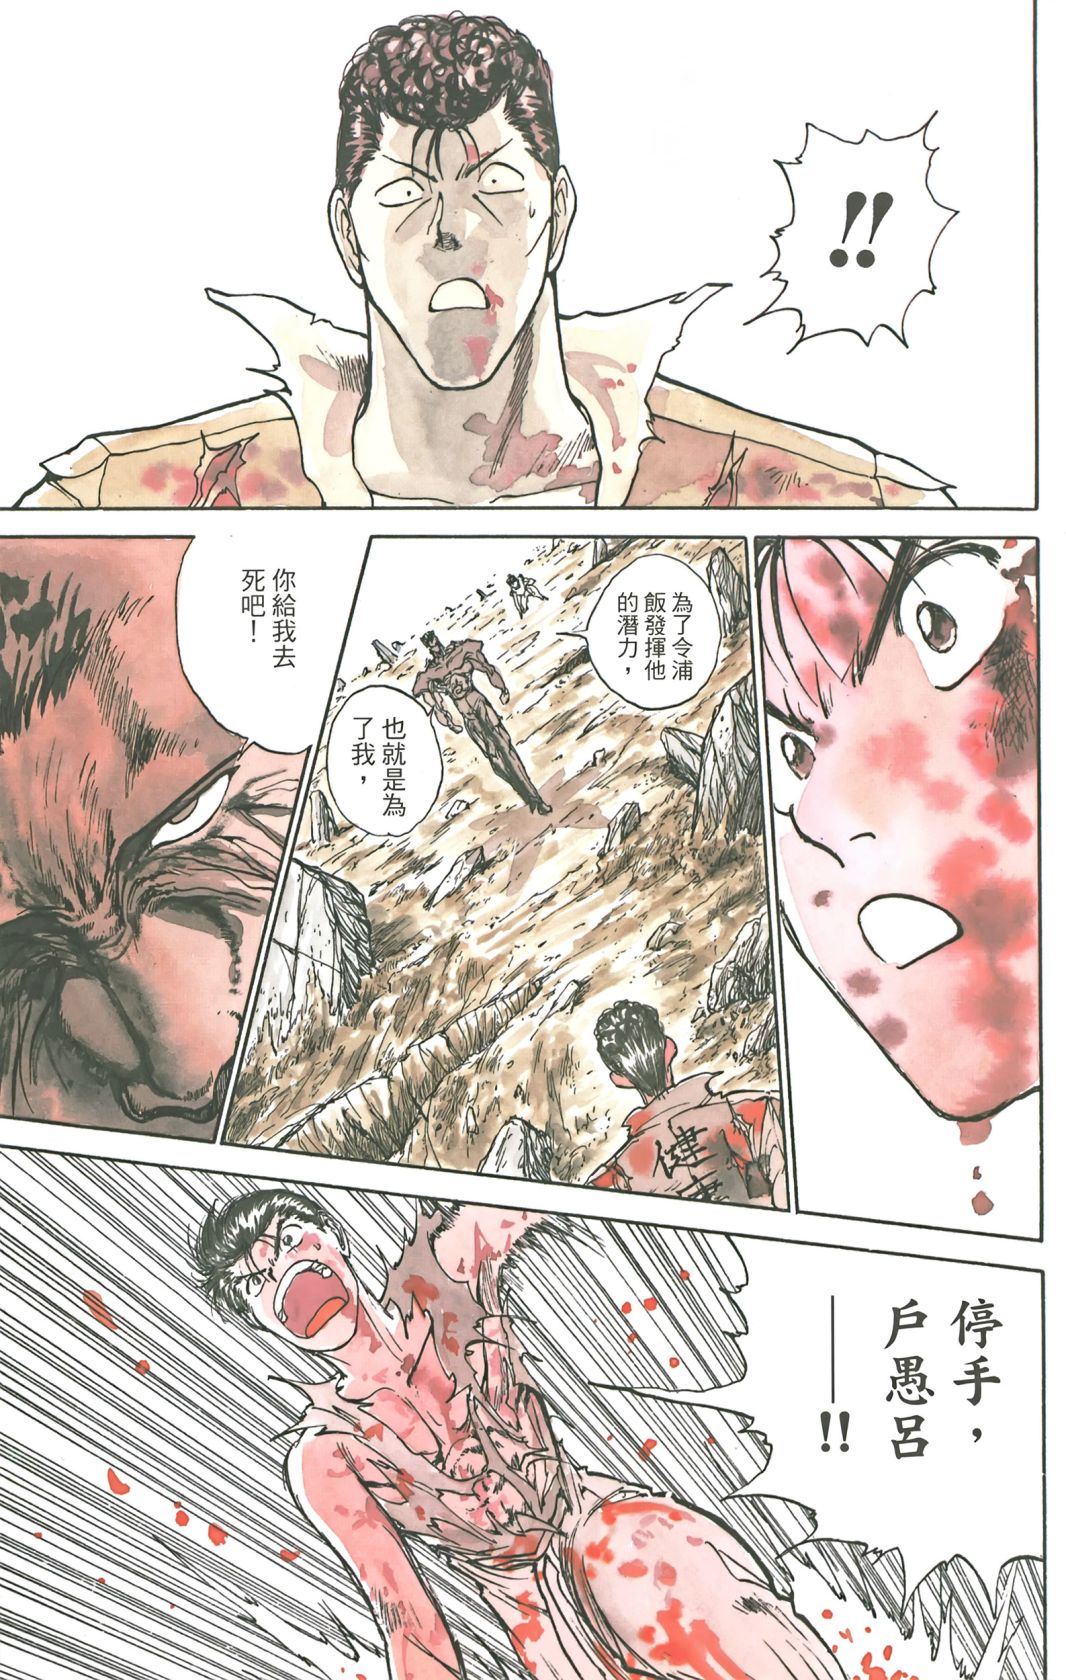 !!
為了令浦
飯發揮他
的潛力，
也就是為
了我，
健
你給我去
死吧！
停手，
戶愚呂
——!!